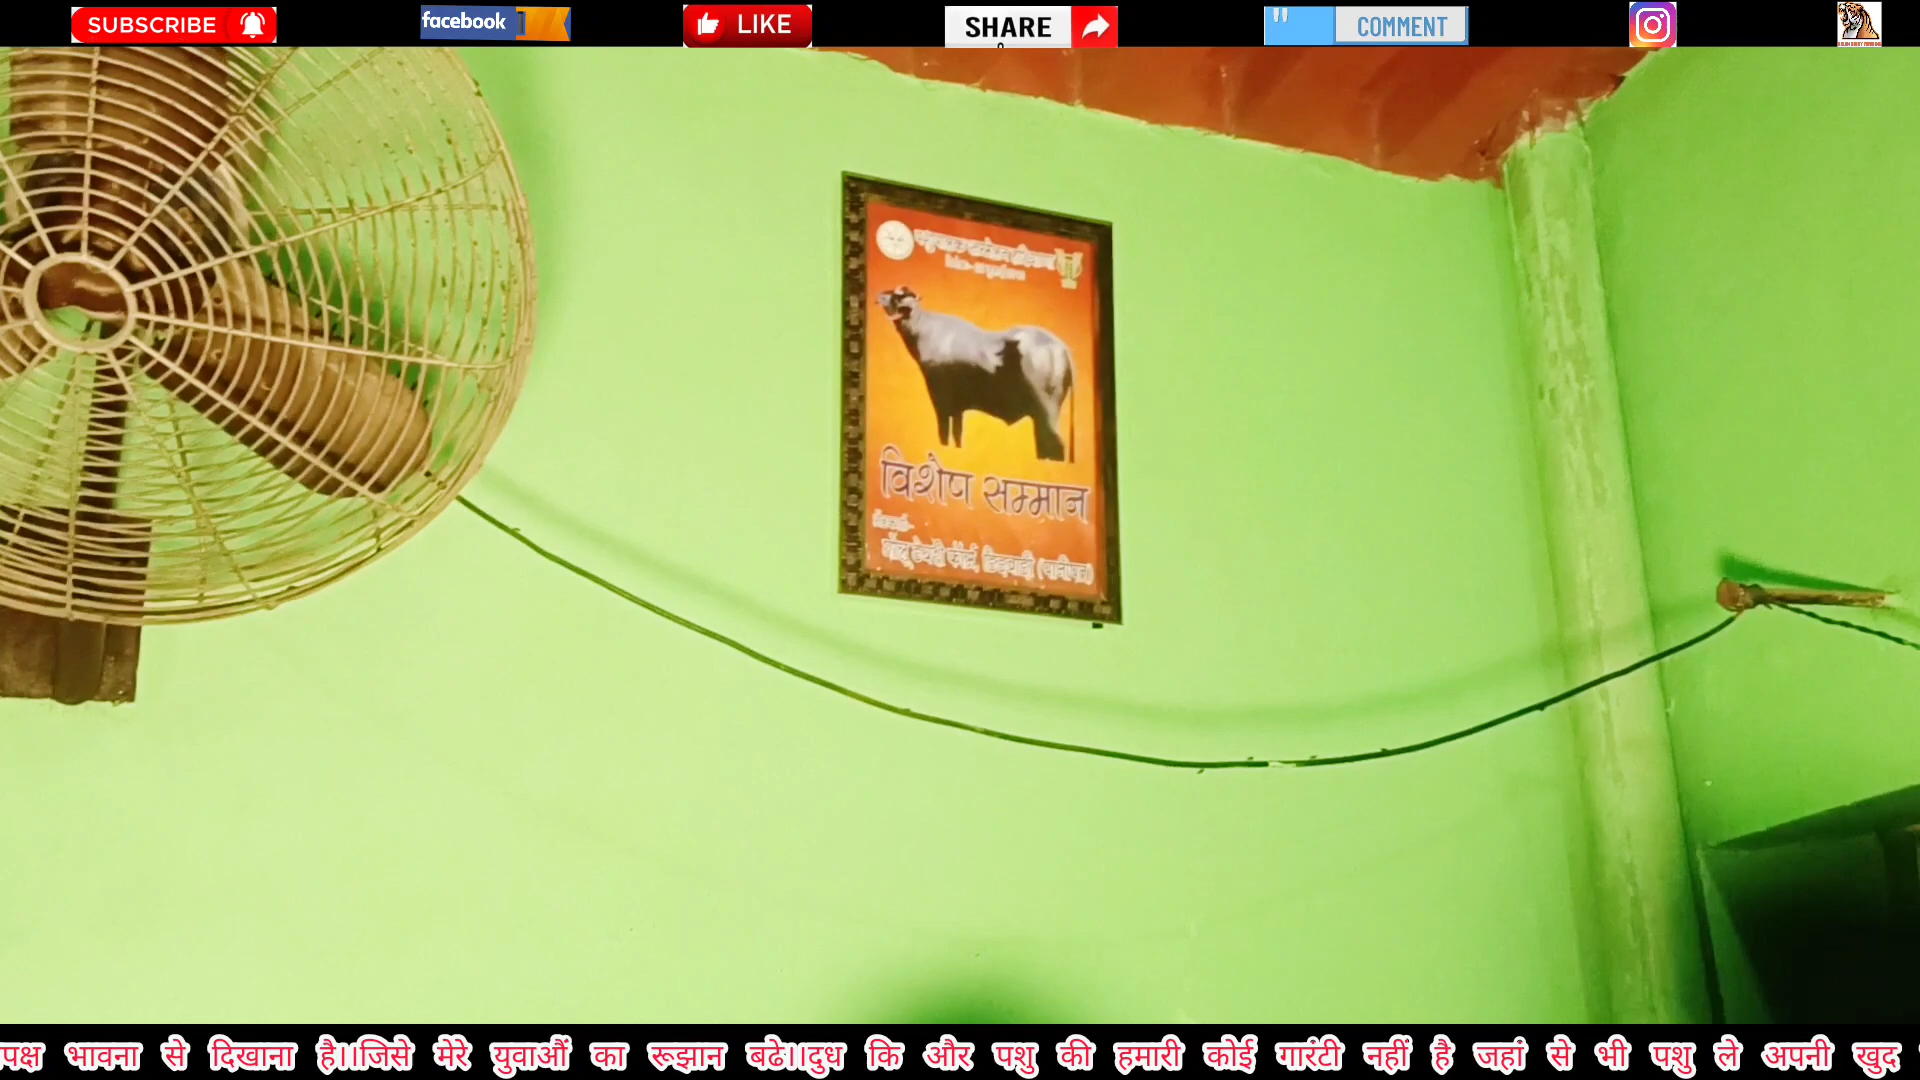 SUBSCRIBE facebook LIKE SHARE COMMENT
विशेष सम्मान
पक्ष भावना से दिखाना है।।जिसे मेरे युवाओं का रूझान बढे।।दुध कि और पशु की हमारी कोई गारंटी नहीं है जहां से भी पशु ले अपनी खुद